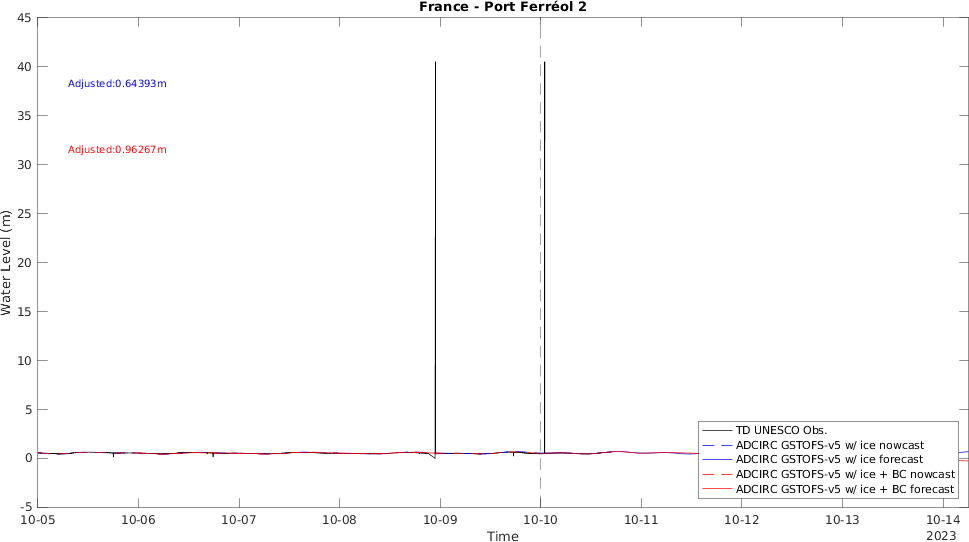 France - Port Ferréol 2
45
40
35
30
25
20
15
10
5
0
-5
Water Level (m)
Adjusted:0.64393m
Adjusted:0.96267m
TD UNESCO Obs.
ADCIRC GSTOFS-v5 w/ ice nowcast
ADCIRC GSTOFS-v5 w/ ice forecast
ADCIRC GSTOFS-v5 w/ ice + BC nowcast
ADCIRC GSTOFS-v5 w/ ice + BC forecast
10-05 10-06 10-07 10-08 10-09 10-10 10-11 10-12 10-13 10-14
Time
2023